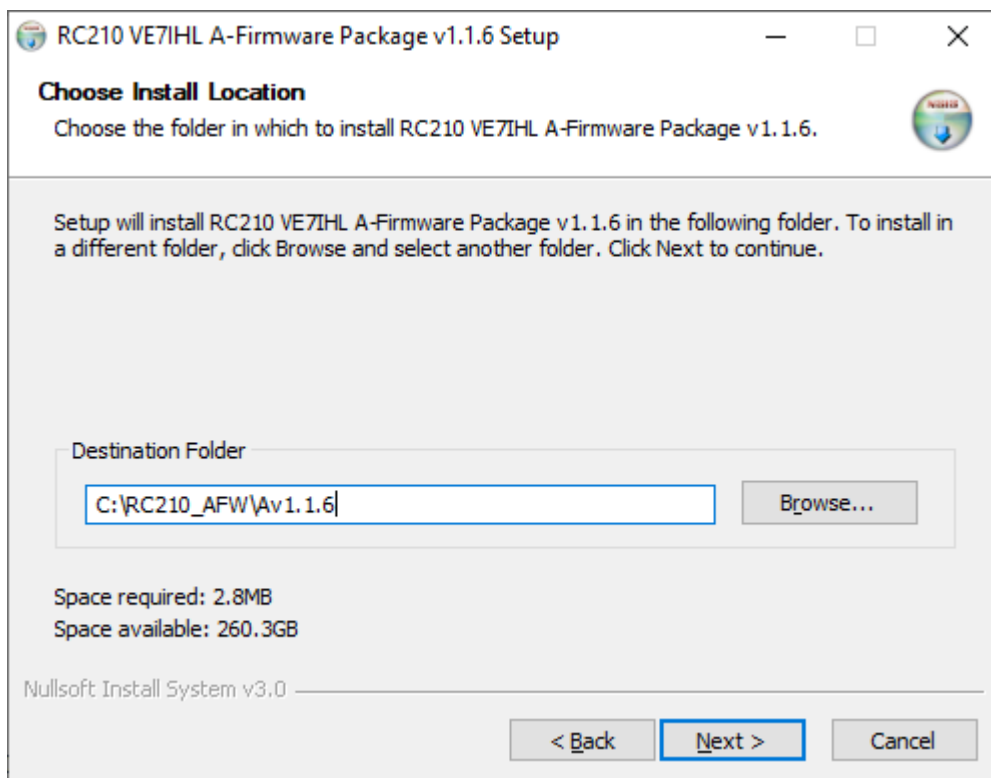 RC210 VE7IHL A-Firmware Package v1.1.6 Setup
Choose Install Location
Choose the folder in which to install RC210 VE7IHL A-Firmware Package v1.1.6.
NSIS
Setup will install RC210 VE7IHL A-Firmware Package v1.1.6 in the following folder. To install in
a different folder, click Browse and select another folder. Click Next to continue.
Destination Folder
C:\RC210_AFW\Av1.1.6
Browse...
Space required: 2.8MB
Space available: 260.3GB
Nullsoft Install System v3.0
< Back
Next >
Cancel